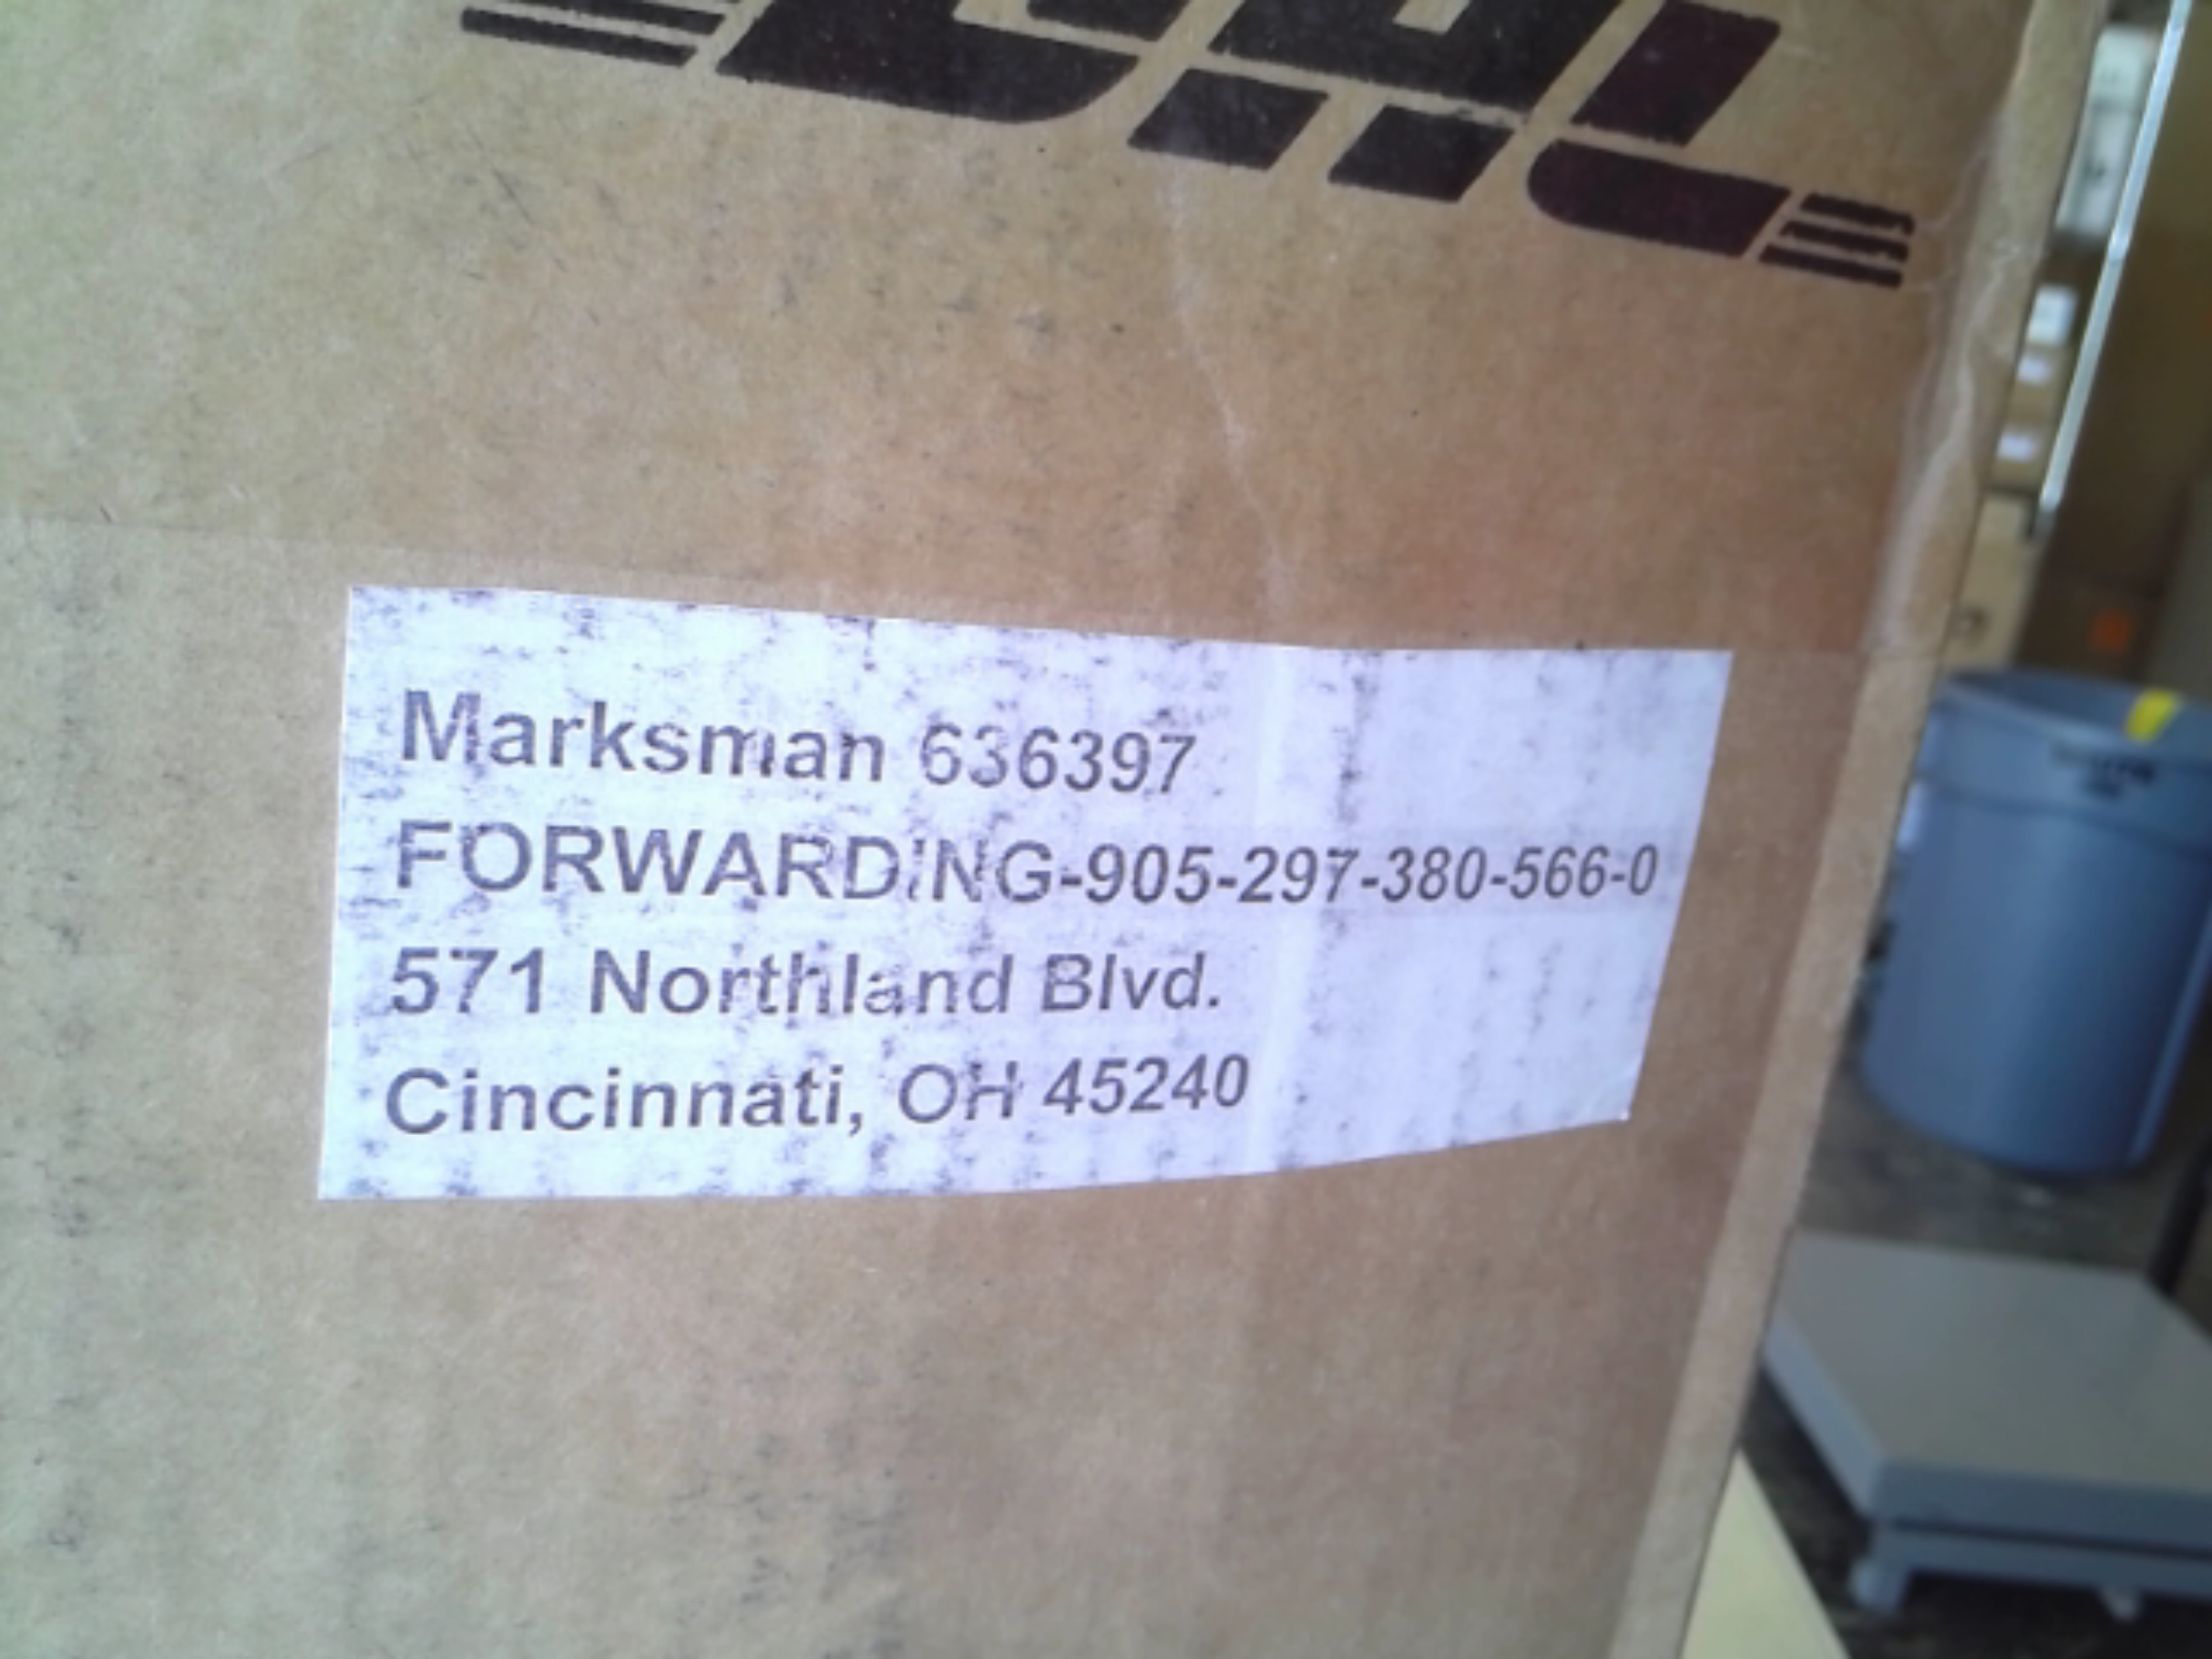 DHL
Marksman 636397
FORWARDING-905-297-380-566-0
571 Northland Blvd.
Cincinnati, OH 45240